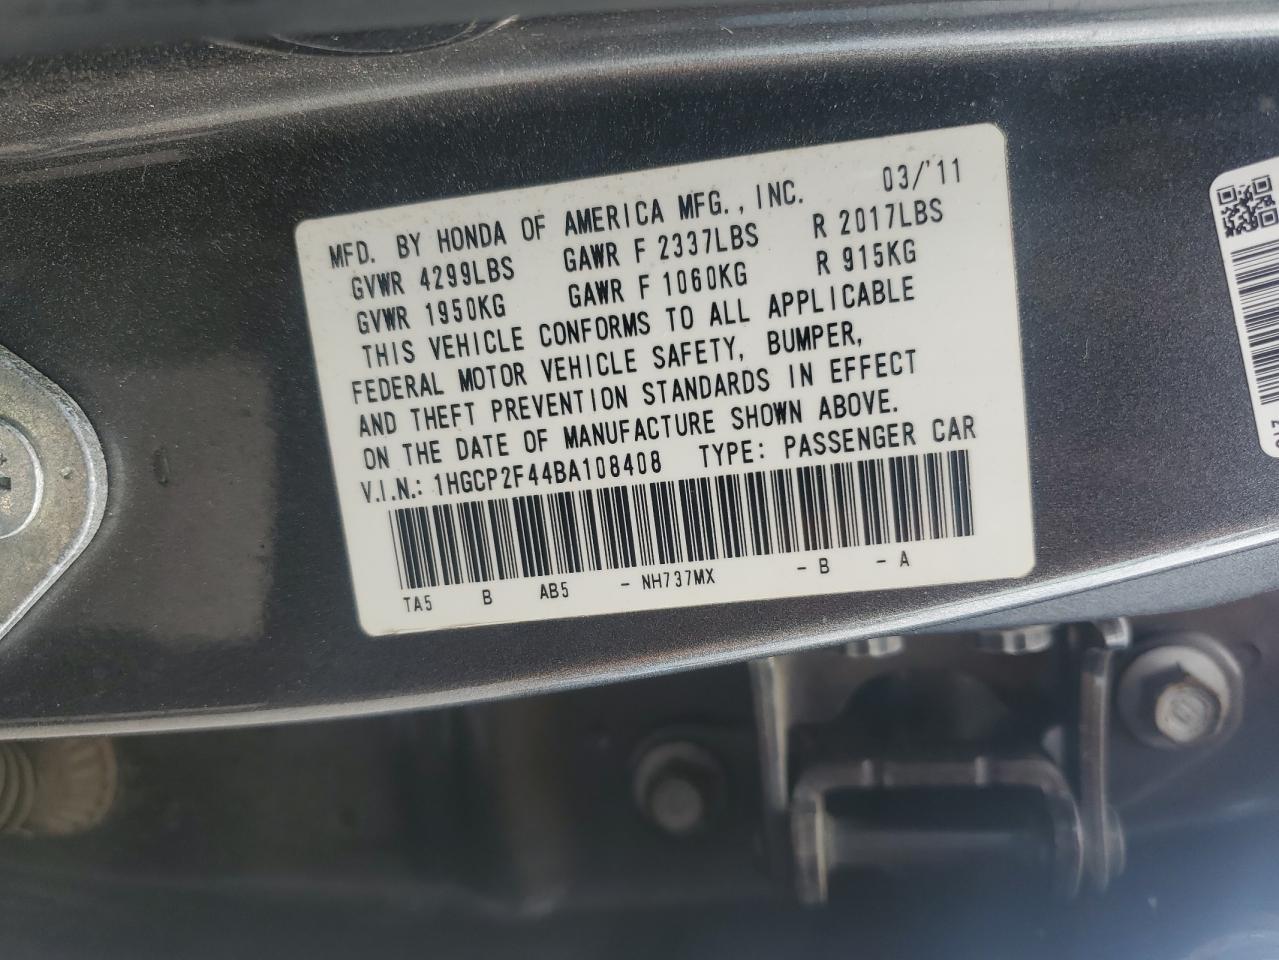 MFD. BY HONDA OF AMERICA MFG., INC. 03/'11
GVWR 4299LBS GAWR F 2337LBS R 2017LBS
GVWR 1950KG GAWR F 1060KG R 915KG
THIS VEHICLE CONFORMS TO ALL APPLICABLE
FEDERAL MOTOR VEHICLE SAFETY, BUMPER,
AND THEFT PREVENTION STANDARDS IN EFFECT
ON THE DATE OF MANUFACTURE SHOWN ABOVE.
V.I.N.: 1HGCP2F44BA108408 TYPE: PASSENGER CAR
TA5 B AB5 - NH737MX - B - A